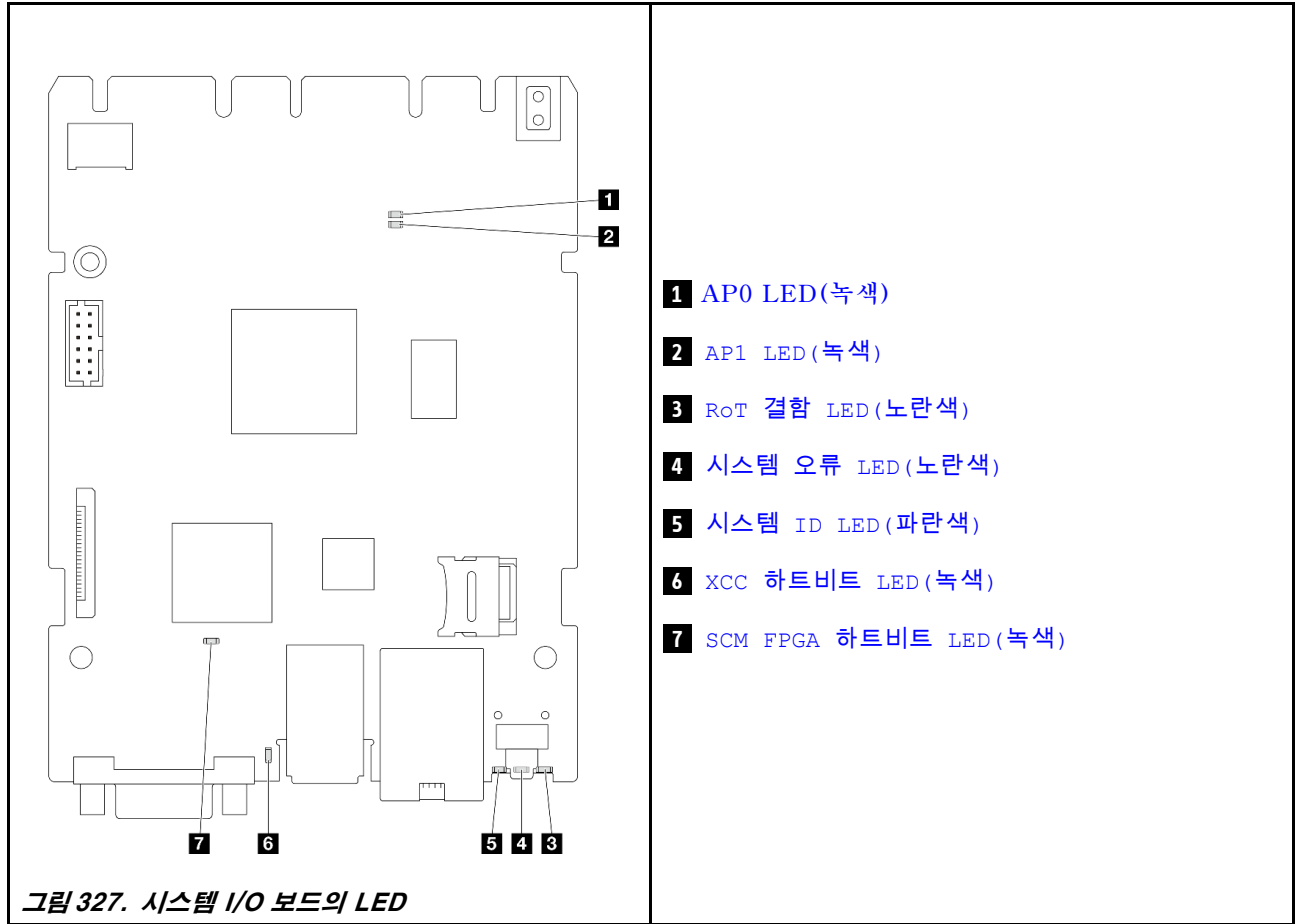 1
2
7
6
5 4 3
그림 327. 시스템 I/O 보드의 LED
1 AP0 LED(녹색)
2 AP1 LED(녹색)
3 RoT 결함 LED(노란색)
4 시스템 오류 LED(노란색)
5 시스템 ID LED(파란색)
6 XCC 하트비트 LED(녹색)
7 SCM FPGA 하트비트 LED(녹색)